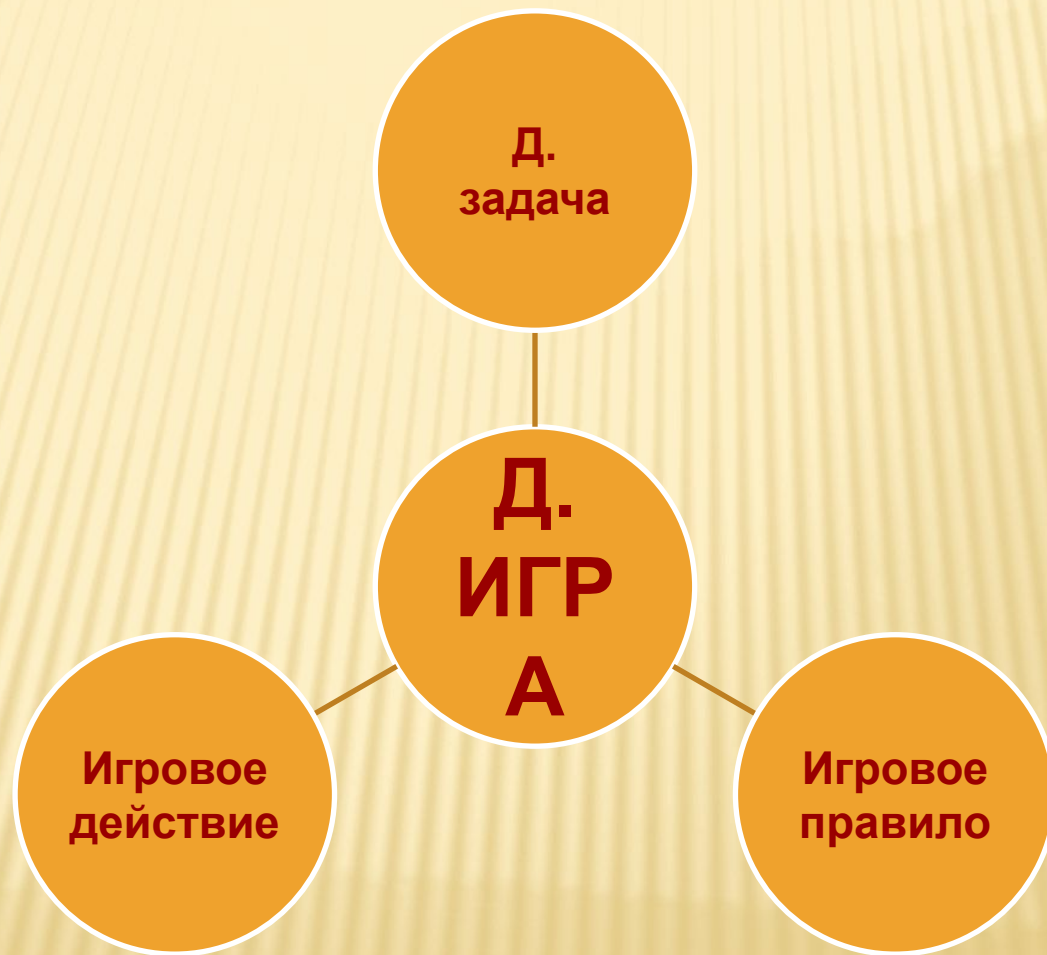 Д.
задача
Д.
ИГР
А
Игровое
действие
Игровое
правило